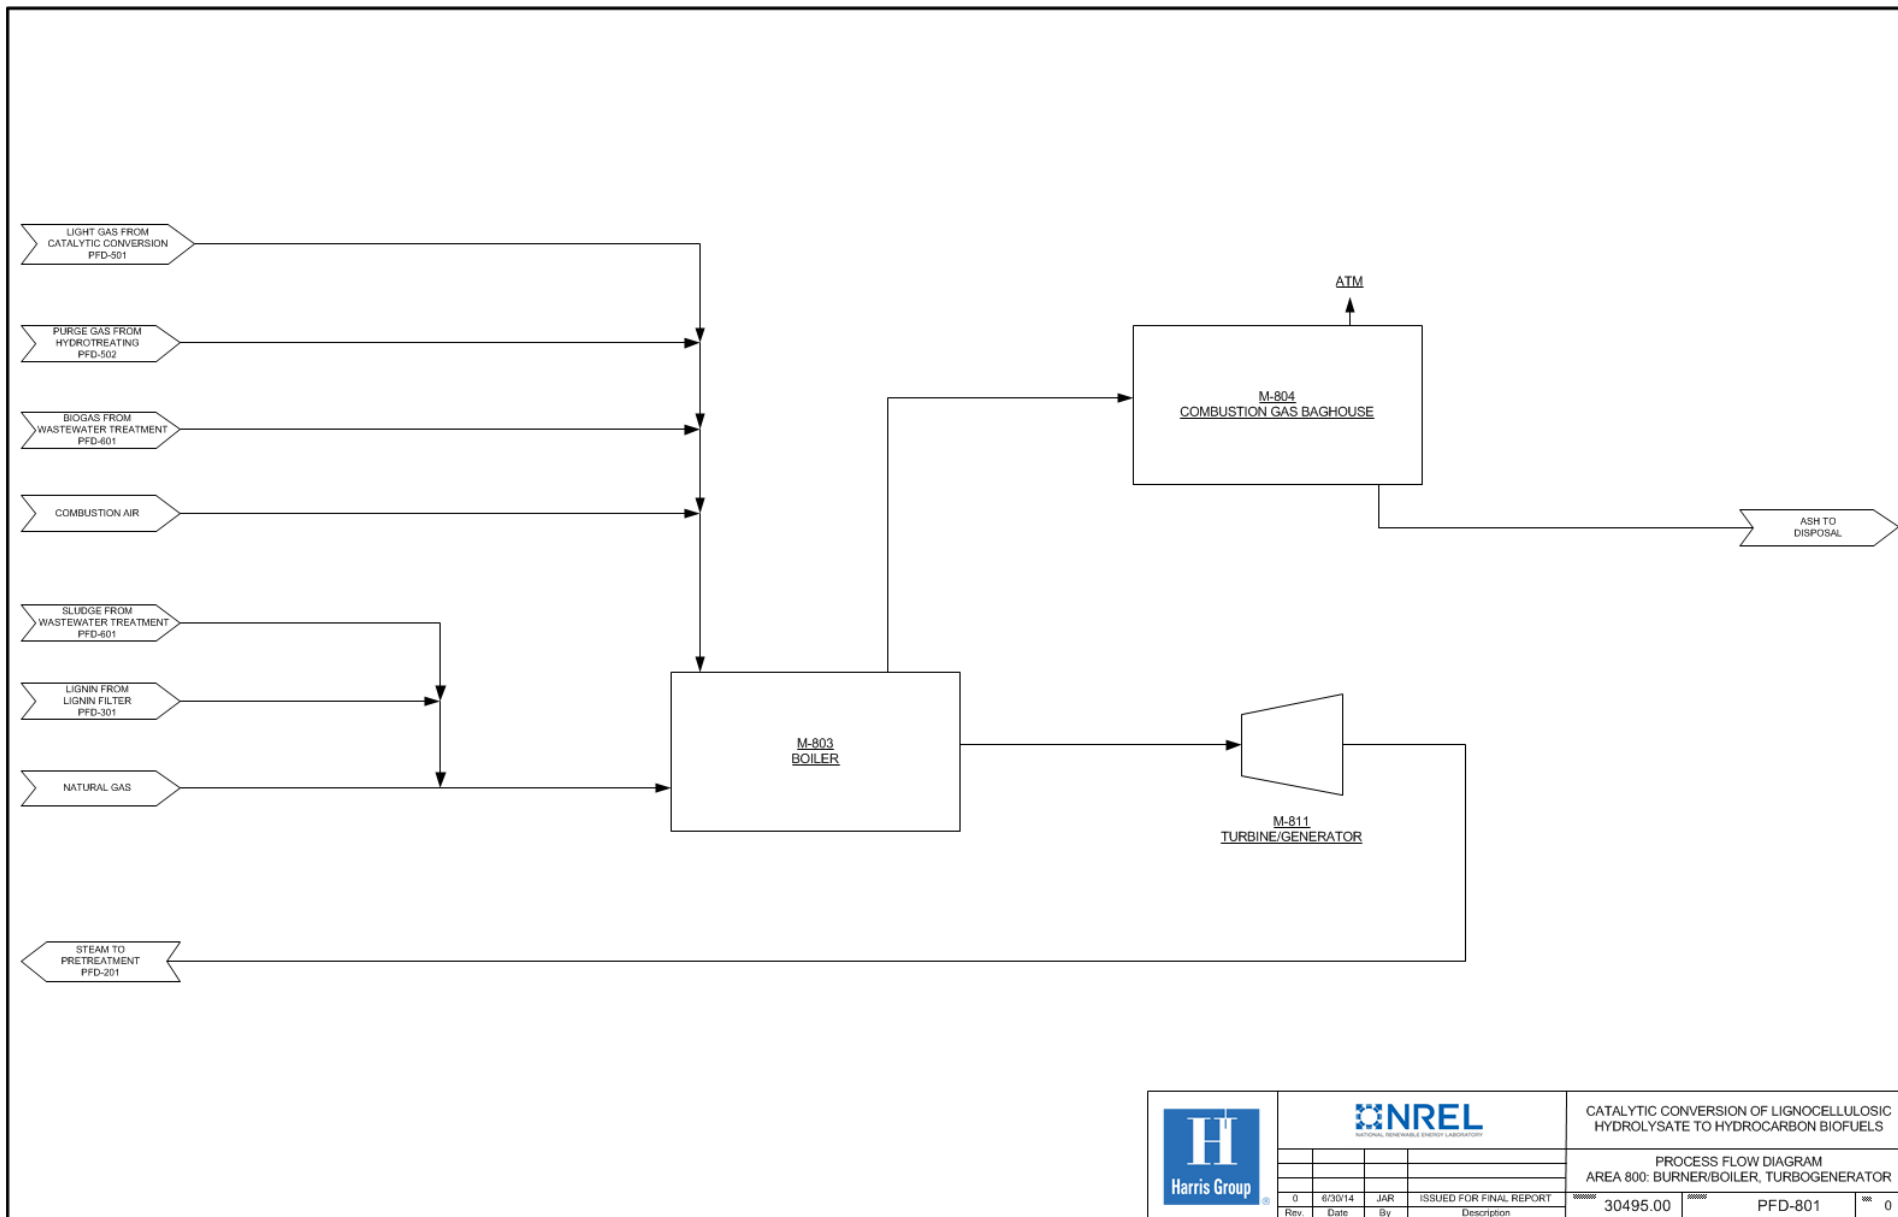 LIGHT GAS FROM
CATALYTIC CONVERSION
PFD-501
PURGE GAS FROM
HYDROTREATING
PFD-502
BIOGAS FROM
WASTEWATER TREATMENT
PFD-601
COMBUSTION AIR
SLUDGE FROM
WASTEWATER TREATMENT
PFD-601
LIGNIN FROM
LIGNIN FILTER
PFD-301
NATURAL GAS
STEAM TO
PRETREATMENT
PFD-201
M-803
BOILER
ATM
M-804
COMBUSTION GAS BAGHOUSE
ASH TO
DISPOSAL
M-811
TURBINE/GENERATOR
H
Harris Group
®
NREL
NATIONAL RENEWABLE ENERGY LABORATORY
0 6/30/14 JAR ISSUED FOR FINAL REPORT
Rev. Date By Description
CATALYTIC CONVERSION OF LIGNOCELLULOSIC
HYDROLYSATE TO HYDROCARBON BIOFUELS
PROCESS FLOW DIAGRAM
AREA 800: BURNER/BOILER, TURBOGENERATOR
30495.00 PFD-801 0